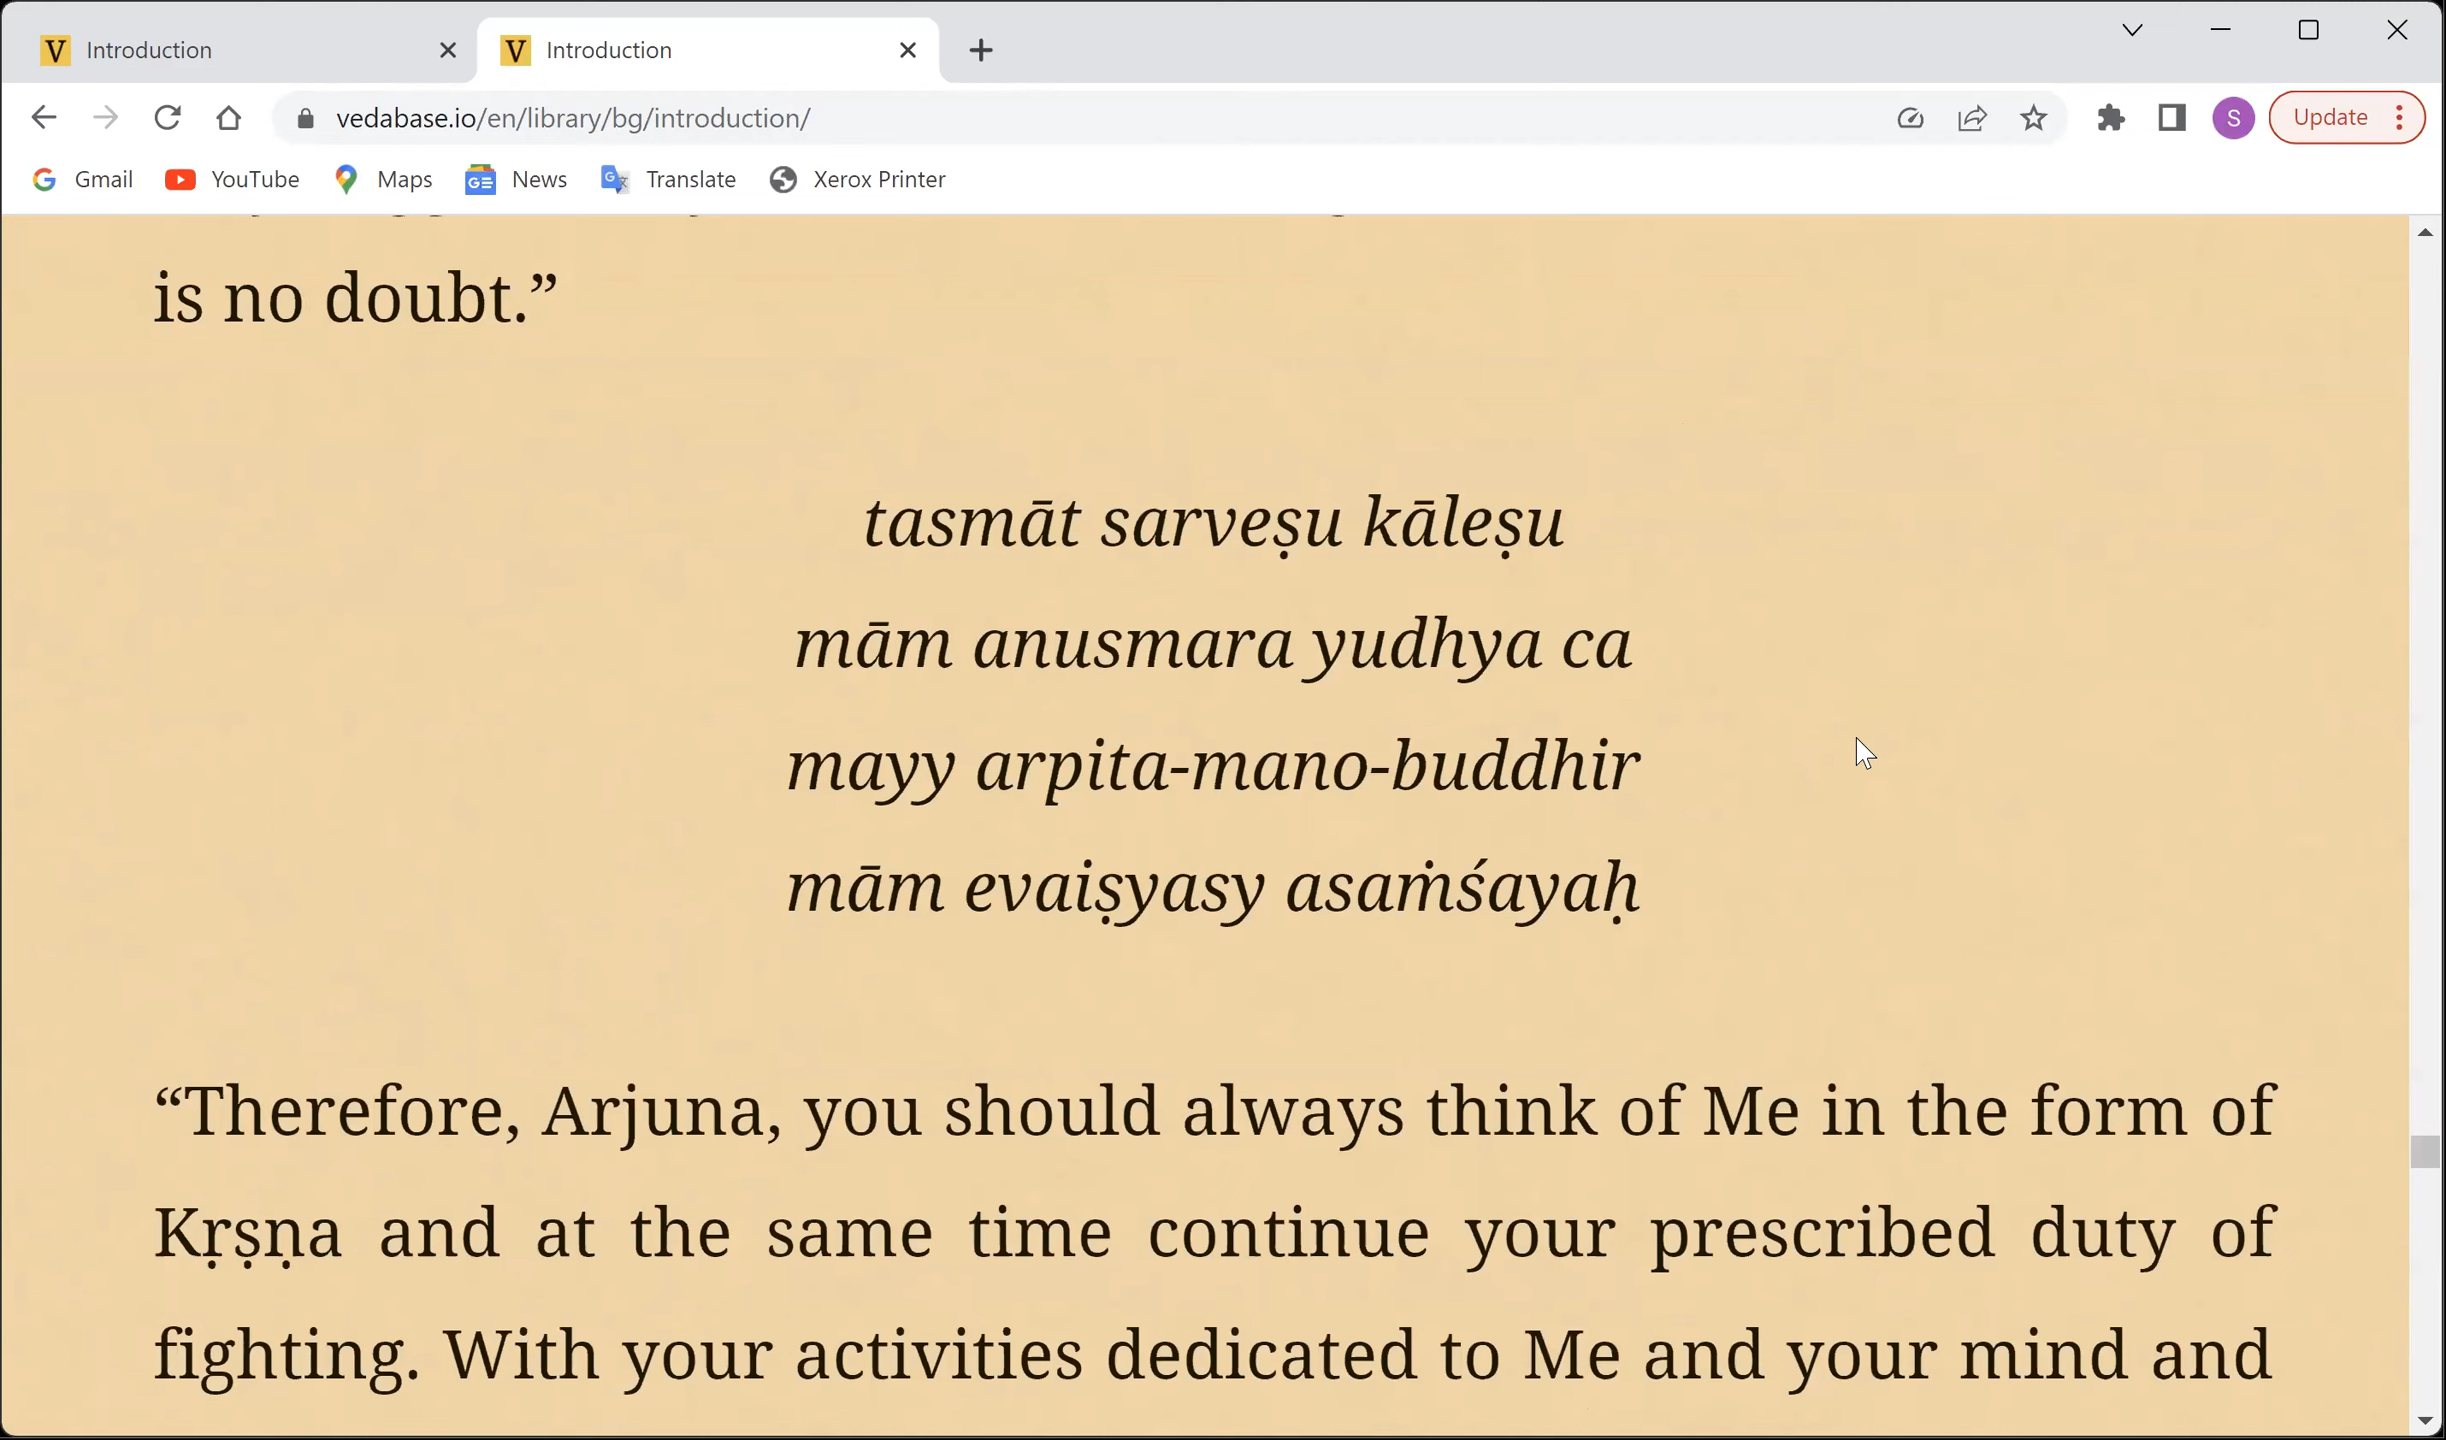 Introduction
Introduction
vedabase.io/en/library/bg/introduction/
S
Update
Gmail
YouTube
Maps
News
Translate
Xerox Printer
is no doubt.”
tasmāt sarveṣu kāleṣu
mām anusmara yudhya ca
mayy arpita-mano-buddhir
mām evaiṣyasy asaṁśayaḥ
“Therefore, Arjuna, you should always think of Me in the form of
Kṛṣṇa and at the same time continue your prescribed duty of
fighting. With your activities dedicated to Me and your mind and